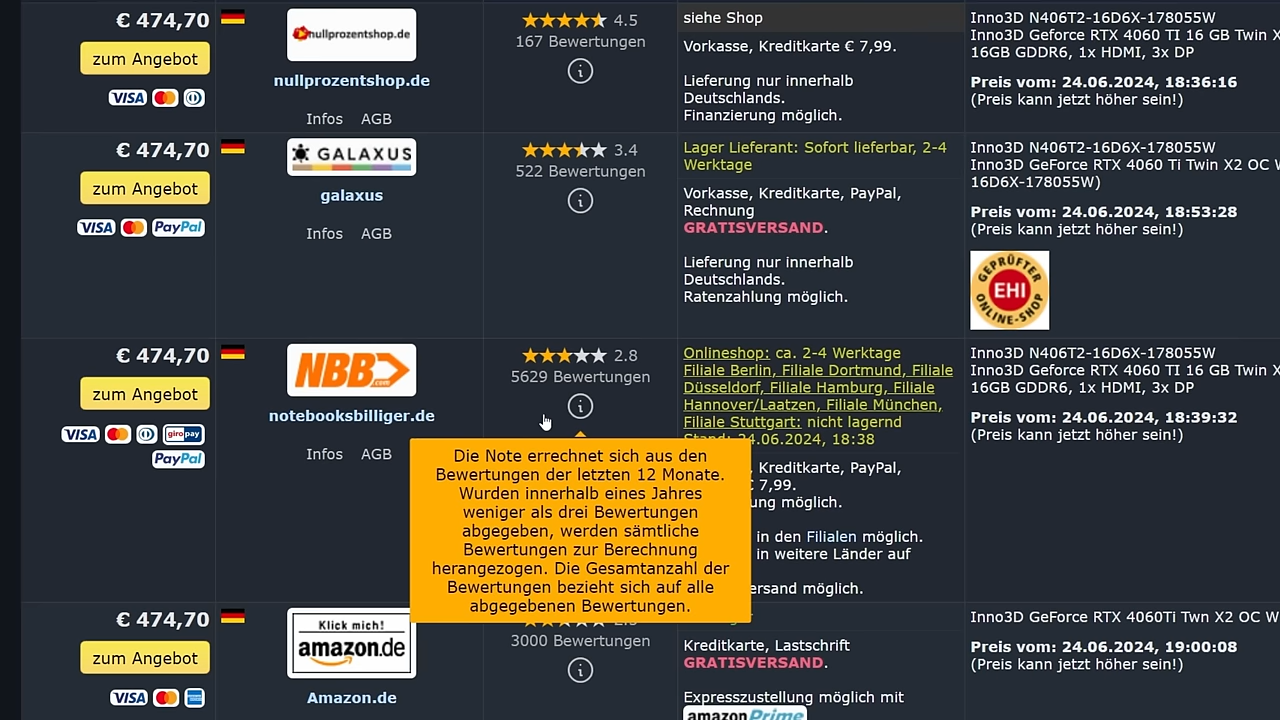 € 474,70
zum Angebot
VISA
nullprozentshop.de
nullprozentshop.de
Infos AGB
4.5
167 Bewertungen
siehe Shop
Vorkasse, Kreditkarte € 7,99.
Lieferung nur innerhalb
Deutschlands.
Finanzierung möglich.
Inno3D N406T2-16D6X-178055W
Inno3D Geforce RTX 4060 TI 16 GB Twin X
16GB GDDR6, 1x HDMI, 3x DP
Preis vom: 24.06.2024, 18:36:16
(Preis kann jetzt höher sein!)
€ 474,70
zum Angebot
VISA PayPal
GALAXUS
galaxus
Infos AGB
3.4
522 Bewertungen
Lager Lieferant: Sofort lieferbar, 2-4
Werktage
Vorkasse, Kreditkarte, PayPal,
Rechnung
GRATISVERSAND.
Lieferung nur innerhalb
Deutschlands.
Ratenzahlung möglich.
Inno3D N406T2-16D6X-178055W
Inno3D GeForce RTX 4060 Ti Twin X2 OC
16D6X-178055W)
Preis vom: 24.06.2024, 18:53:28
(Preis kann jetzt höher sein!)
GEPRÜFTER
EHI
ONLINE-SHOP
€ 474,70
zum Angebot
VISA giropay
PayPal
NBB.com
notebooksbilliger.de
Infos AGB
2.8
5629 Bewertungen
Onlineshop: ca. 2-4 Werktage
Filiale Berlin, Filiale Dortmund, Filiale
Düsseldorf, Filiale Hamburg, Filiale
Hannover/Laatzen, Filiale München,
Filiale Stuttgart: nicht lagernd
Stand: 24.06.2024, 18:38
Kreditkarte, PayPal,
7,99.
möglich.
in den Filialen möglich.
in weitere Länder auf
möglich.
Inno3D N406T2-16D6X-178055W
Inno3D Geforce RTX 4060 TI 16 GB Twin X
16GB GDDR6, 1x HDMI, 3x DP
Preis vom: 24.06.2024, 18:39:32
(Preis kann jetzt höher sein!)
Die Note errechnet sich aus den
Bewertungen der letzten 12 Monate.
Wurden innerhalb eines Jahres
weniger als drei Bewertungen
abgegeben, werden sämtliche
Bewertungen zur Berechnung
herangezogen. Die Gesamtanzahl der
Bewertungen bezieht sich auf alle
abgegebenen Bewertungen.
€ 474,70
zum Angebot
VISA
Klick mich!
amazon.de
Amazon.de
3000 Bewertungen
Kreditkarte, Lastschrift
GRATISVERSAND.
Expresszustellung möglich mit
amazonPrime
Inno3D GeForce RTX 4060Ti Twn X2 OC W
Preis vom: 24.06.2024, 19:00:08
(Preis kann jetzt höher sein!)